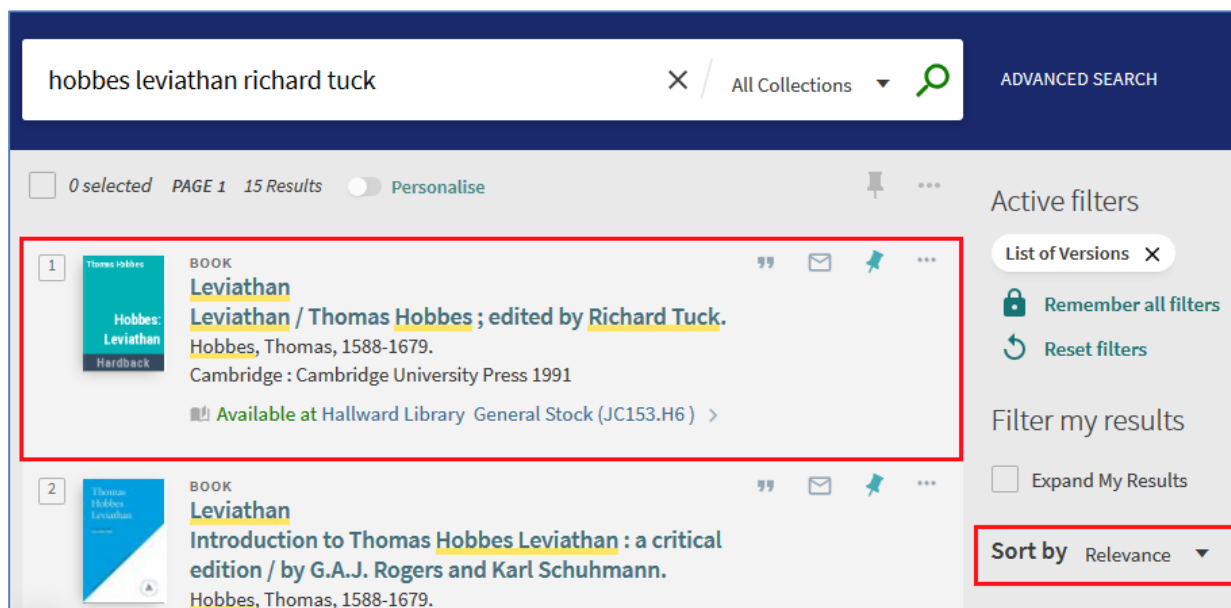 hobbes leviathan richard tuck
All Collections
ADVANCED SEARCH
0 selected PAGE 1 15 Results Personalise
1
Thomas Hobbes
Hobbes:
Leviathan
Hardback
BOOK
Leviathan
Leviathan / Thomas Hobbes ; edited by Richard Tuck.
Hobbes, Thomas, 1588-1679.
Cambridge : Cambridge University Press 1991
Available at Hallward Library General Stock (JC153.H6 )
2
Thomas
Hobbes
Leviathan
BOOK
Leviathan
Introduction to Thomas Hobbes Leviathan : a critical
edition / by G.A.J. Rogers and Karl Schuhmann.
Hobbes, Thomas, 1588-1679.
Active filters
List of Versions
Remember all filters
Reset filters
Filter my results
Expand My Results
Sort by Relevance